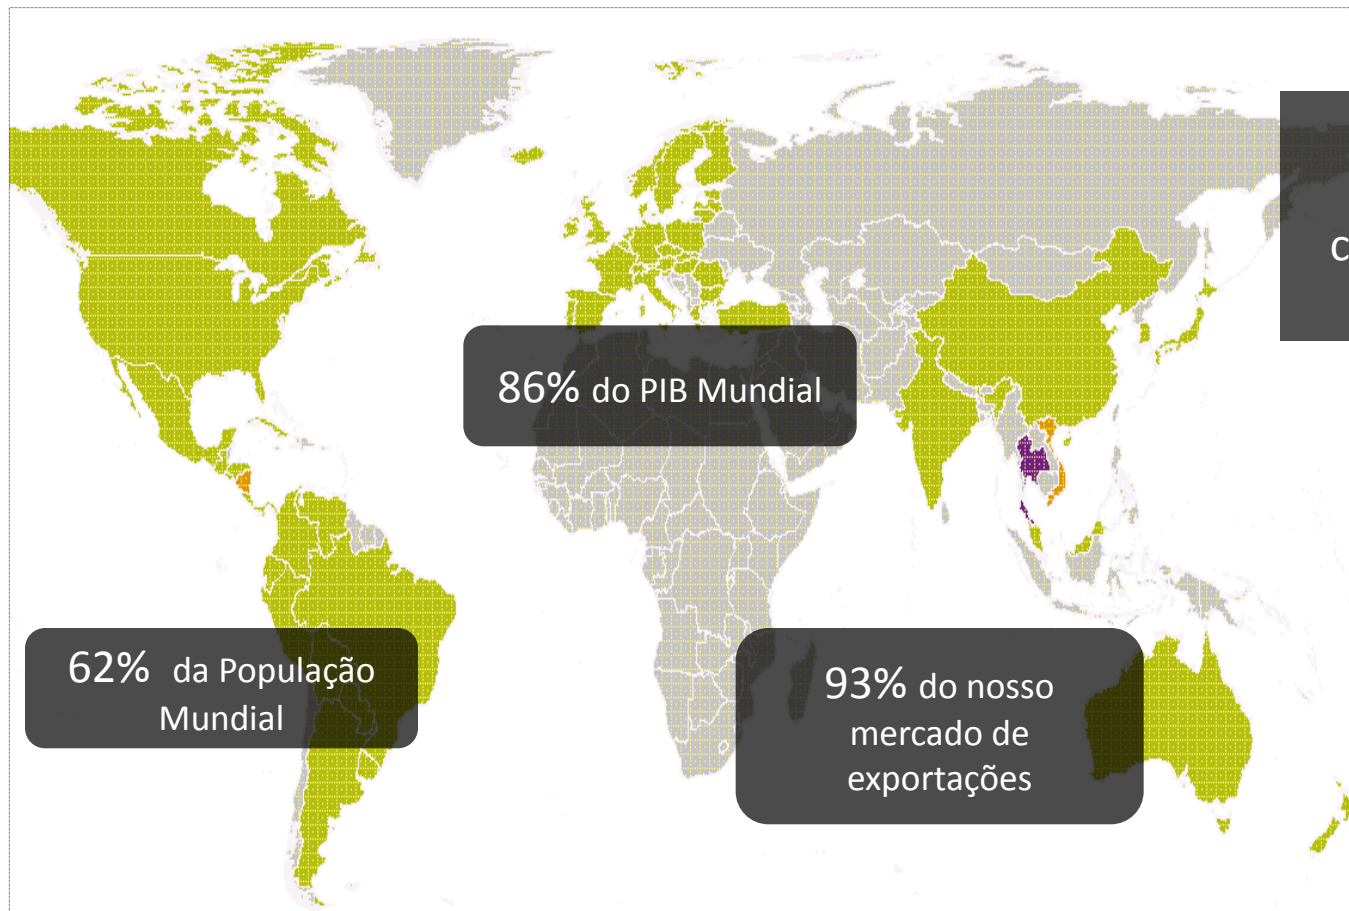 86% do PIB Mundial
62% da População
Mundial
93% do nosso
mercado de
exportações